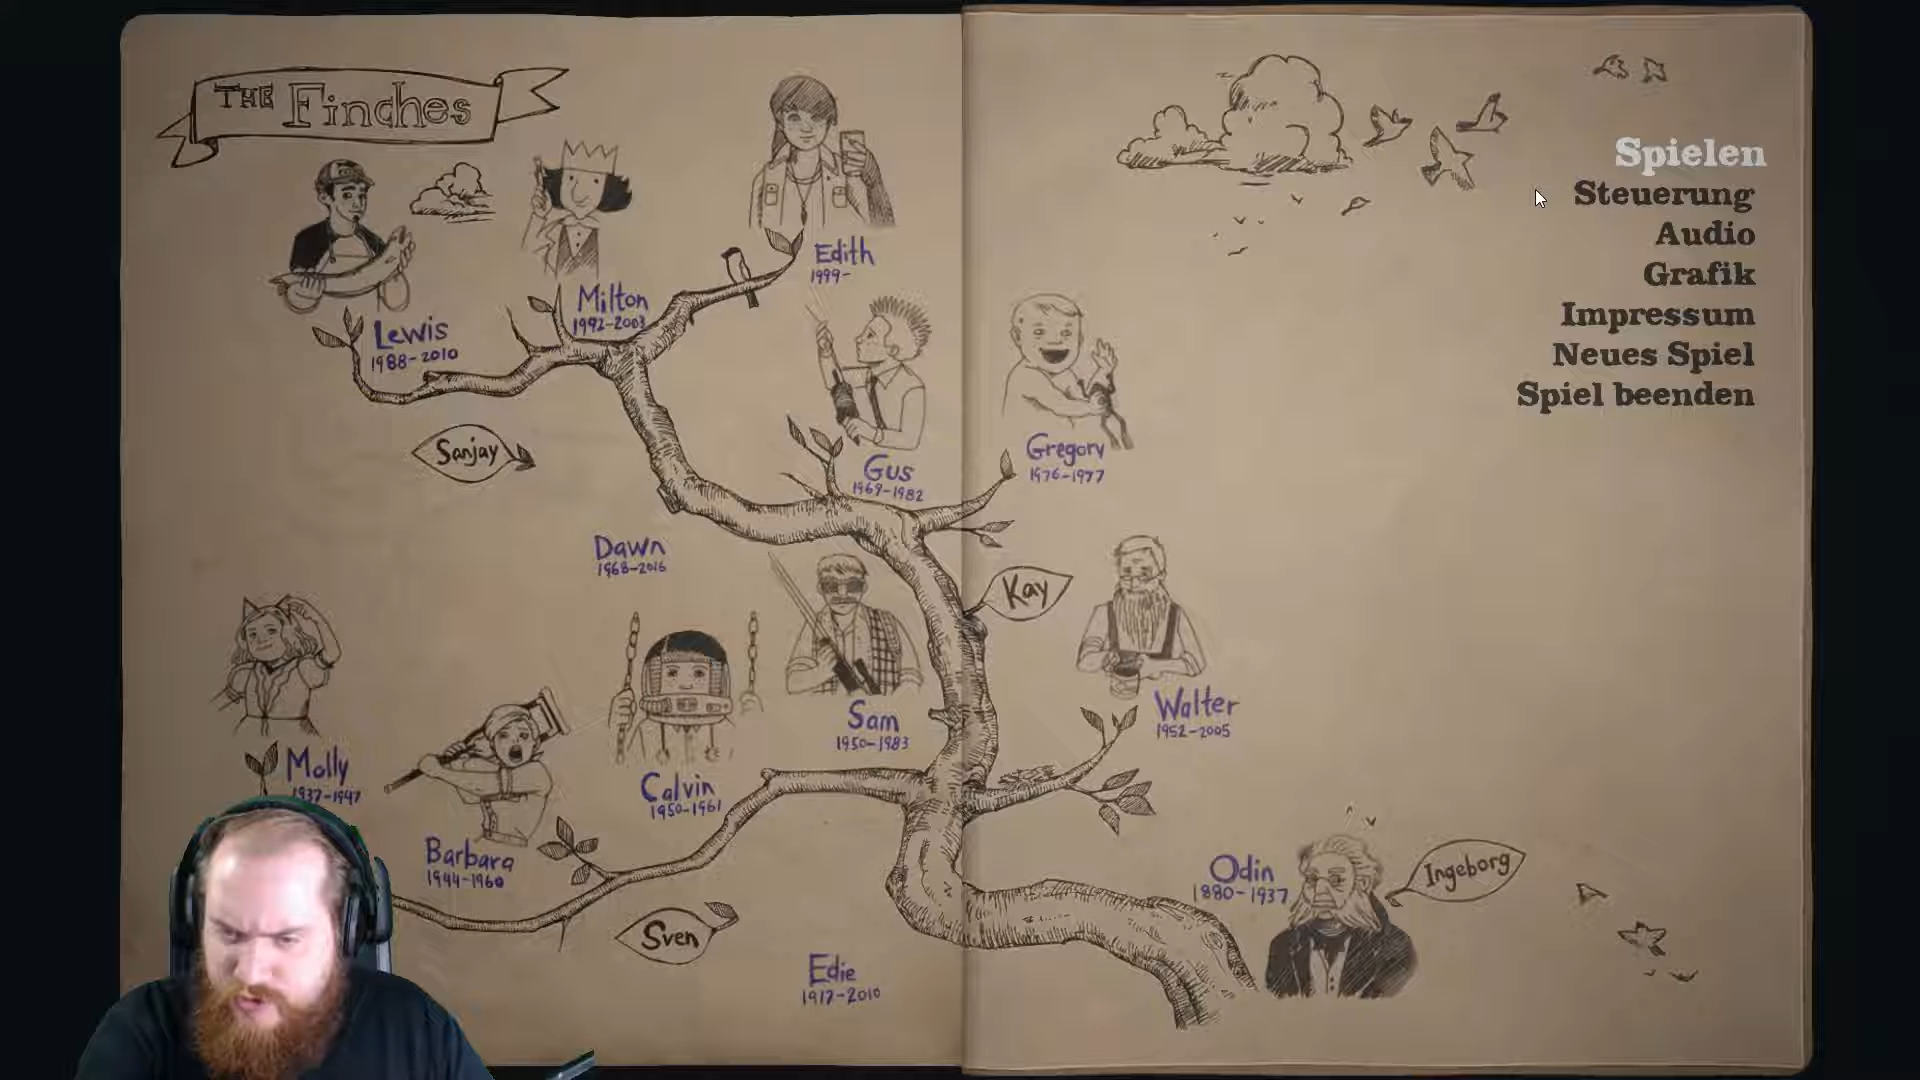 THE Finches
Edith
1999-
Milton
1992-2003
Lewis
1988-2010
Sanjay
Gus
1969-1982
Gregory
1976-1977
Dawn
1968-2016
Kay
Sam
1950-1983
Walter
1952-2005
Molly
1937-1947
Calvin
1950-1961
Barbara
1944-1960
Sven
Edie
1917-2010
Odin
1880-1937
Ingeborg
Spielen
Steuerung
Audio
Grafik
Impressum
Neues Spiel
Spiel beenden